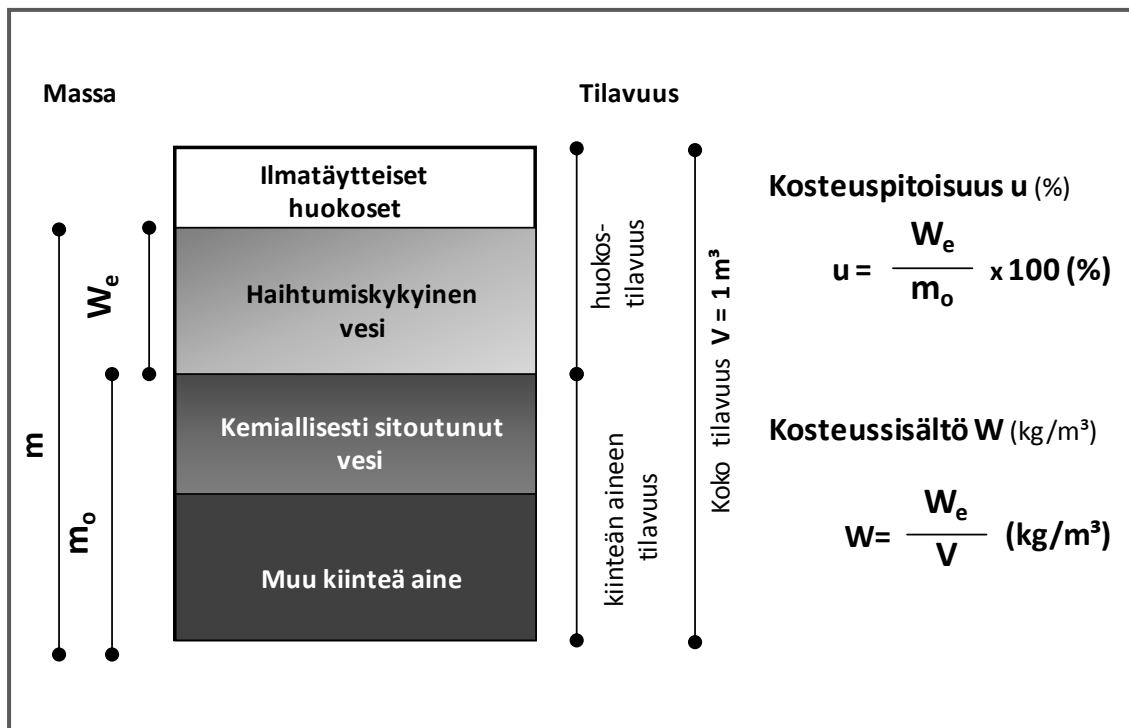 Massa
Tilavuus
Ilmatäytteiset
huokoset
Haihtumiskykyinen
vesi
Kemiallisesti sitoutunut
vesi
Muu kiinteä aine
m
Wₑ
mₒ
huokos-
tilavuus
kiinteän aineen
tilavuus
Koko tilavuus V = 1 m³
Kosteuspitoisuus u (%)
u = Wₑ / mₒ x 100 (%)
Kosteussisältö W (kg/m³)
W= Wₑ / V (kg/m³)